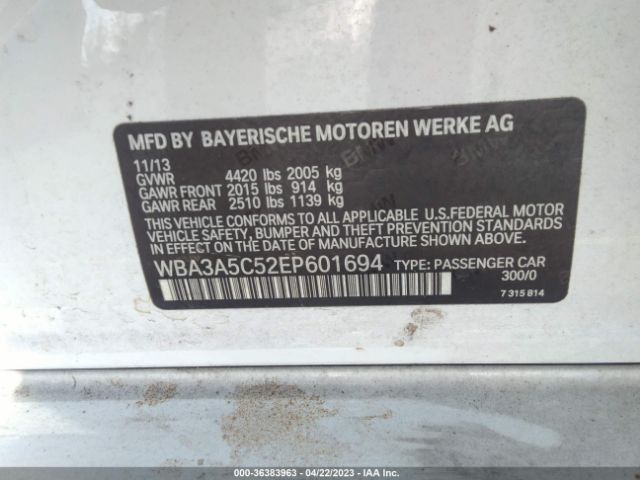 MFD BY BAYERISCHE MOTOREN WERKE AG
11/13
GVWR 4420 lbs 2005 kg
GAWR FRONT 2015 lbs 914 kg
GAWR REAR 2510 lbs 1139 kg
THIS VEHICLE CONFORMS TO ALL APPLICABLE U.S.FEDERAL MOTOR
VEHICLE SAFETY, BUMPER AND THEFT PREVENTION STANDARDS
IN EFFECT ON THE DATE OF MANUFACTURE SHOWN ABOVE.
WBA3A5C52EP601694 TYPE: PASSENGER CAR
300/0
7 315 814
000-36383963 - 04/22/2023 - IAA Inc.